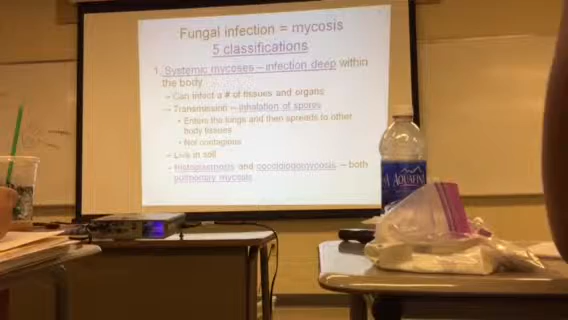 Fungal infection = mycosis
5 classifications
1. Systemic mycoses – infection deep within
the body
– Can infect a # of tissues and organs
– Transmission – inhalation of spores
• Enters the lungs and then spreads to other
body tissues
• Not contagious
– Live in soil
– Histoplasmosis and coccidioidomycosis – both
pulmonary mycosis
AQUAFINA